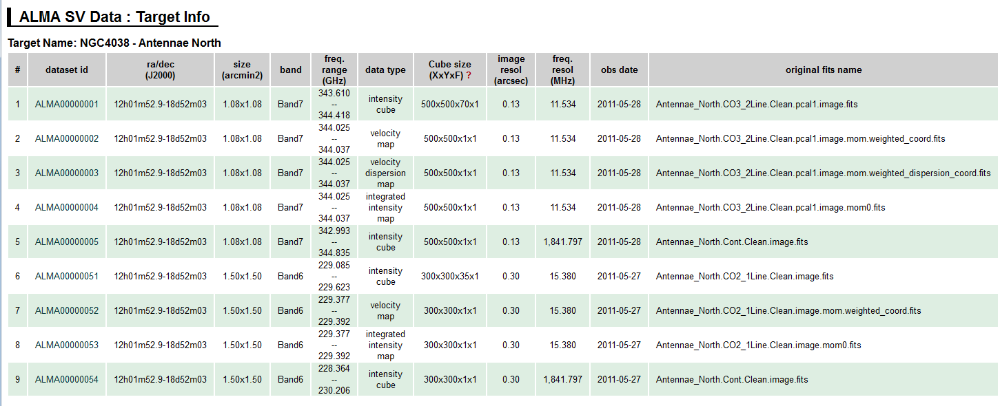 ALMA SV Data : Target Info
Target Name: NGC4038 - Antennae North
# dataset id ra/dec (J2000) size (arcmin2) band freq. range (GHz) data type Cube size (XxYxF) ? image resol (arcsec) freq. resol (MHz) obs date original fits name
1 ALMA00000001 12h01m52.9-18d52m03 1.08x1.08 Band7 343.610 -- 344.418 intensity cube 500x500x70x1 0.13 11.534 2011-05-28 Antennae_North.CO3_2Line.Clean.pcal1.image.fits
2 ALMA00000002 12h01m52.9-18d52m03 1.08x1.08 Band7 344.025 -- 344.037 velocity map 500x500x1x1 0.13 11.534 2011-05-28 Antennae_North.CO3_2Line.Clean.pcal1.image.mom.weighted_coord.fits
3 ALMA00000003 12h01m52.9-18d52m03 1.08x1.08 Band7 344.025 -- 344.037 velocity dispersion map 500x500x1x1 0.13 11.534 2011-05-28 Antennae_North.CO3_2Line.Clean.pcal1.image.mom.weighted_dispersion_coord.fits
4 ALMA00000004 12h01m52.9-18d52m03 1.08x1.08 Band7 344.025 -- 344.037 integrated intensity map 500x500x1x1 0.13 11.534 2011-05-28 Antennae_North.CO3_2Line.Clean.pcal1.image.mom0.fits
5 ALMA00000005 12h01m52.9-18d52m03 1.08x1.08 Band7 342.993 -- 344.835 intensity cube 500x500x1x1 0.13 1,841.797 2011-05-28 Antennae_North.Cont.Clean.image.fits
6 ALMA00000051 12h01m52.9-18d52m03 1.50x1.50 Band6 229.085 -- 229.623 intensity cube 300x300x35x1 0.30 15.380 2011-05-27 Antennae_North.CO2_1Line.Clean.image.fits
7 ALMA00000052 12h01m52.9-18d52m03 1.50x1.50 Band6 229.377 -- 229.392 velocity map 300x300x1x1 0.30 15.380 2011-05-27 Antennae_North.CO2_1Line.Clean.image.mom.weighted_coord.fits
8 ALMA00000053 12h01m52.9-18d52m03 1.50x1.50 Band6 229.377 -- 229.392 integrated intensity map 300x300x1x1 0.30 15.380 2011-05-27 Antennae_North.CO2_1Line.Clean.image.mom0.fits
9 ALMA00000054 12h01m52.9-18d52m03 1.50x1.50 Band6 228.364 -- 230.206 intensity cube 300x300x1x1 0.30 1,841.797 2011-05-27 Antennae_North.Cont.Clean.image.fits